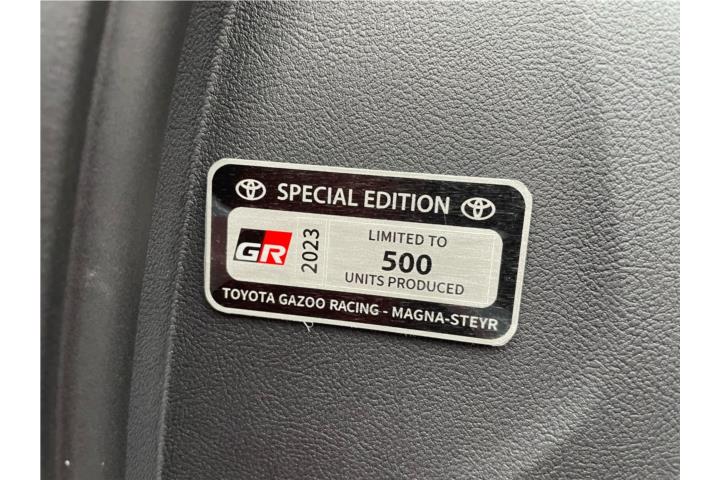 SPECIAL EDITION
GR
2023
LIMITED TO
500
UNITS PRODUCED
TOYOTA GAZOO RACING - MAGNA-STEYR